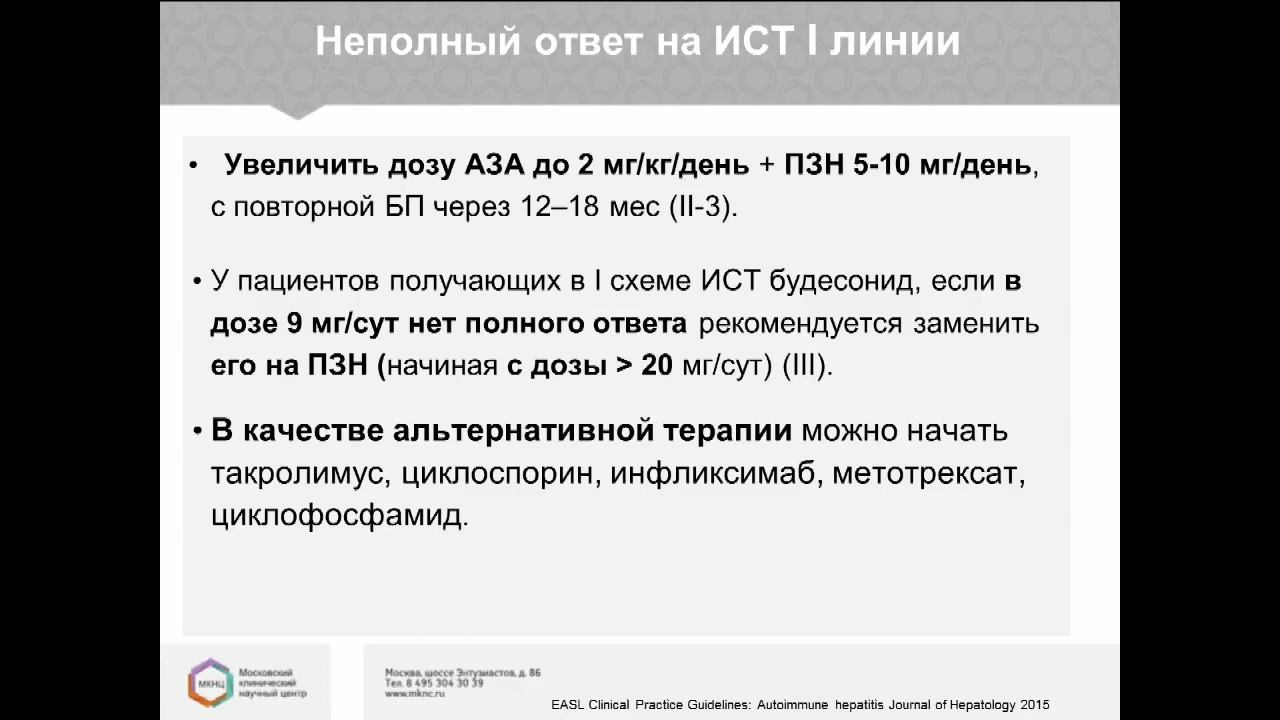 Неполный ответ на ИСТ I линии
• Увеличить дозу АЗА до 2 мг/кг/день + ПЗН 5-10 мг/день,
с повторной БП через 12–18 мес (II-3).
• У пациентов получающих в I схеме ИСТ будесонид, если в
дозе 9 мг/сут нет полного ответа рекомендуется заменить
его на ПЗН (начиная с дозы > 20 мг/сут) (III).
• В качестве альтернативной терапии можно начать
такролимус, циклоспорин, инфликсимаб, метотрексат,
циклофосфамид.
МКНЦ
Московский
клинический
научный центр
Москва, шоссе Энтузиастов, д. 86
Тел. 8 495 304 30 39
www.mknc.ru
EASL Clinical Practice Guidelines: Autoimmune hepatitis Journal of Hepatology 2015